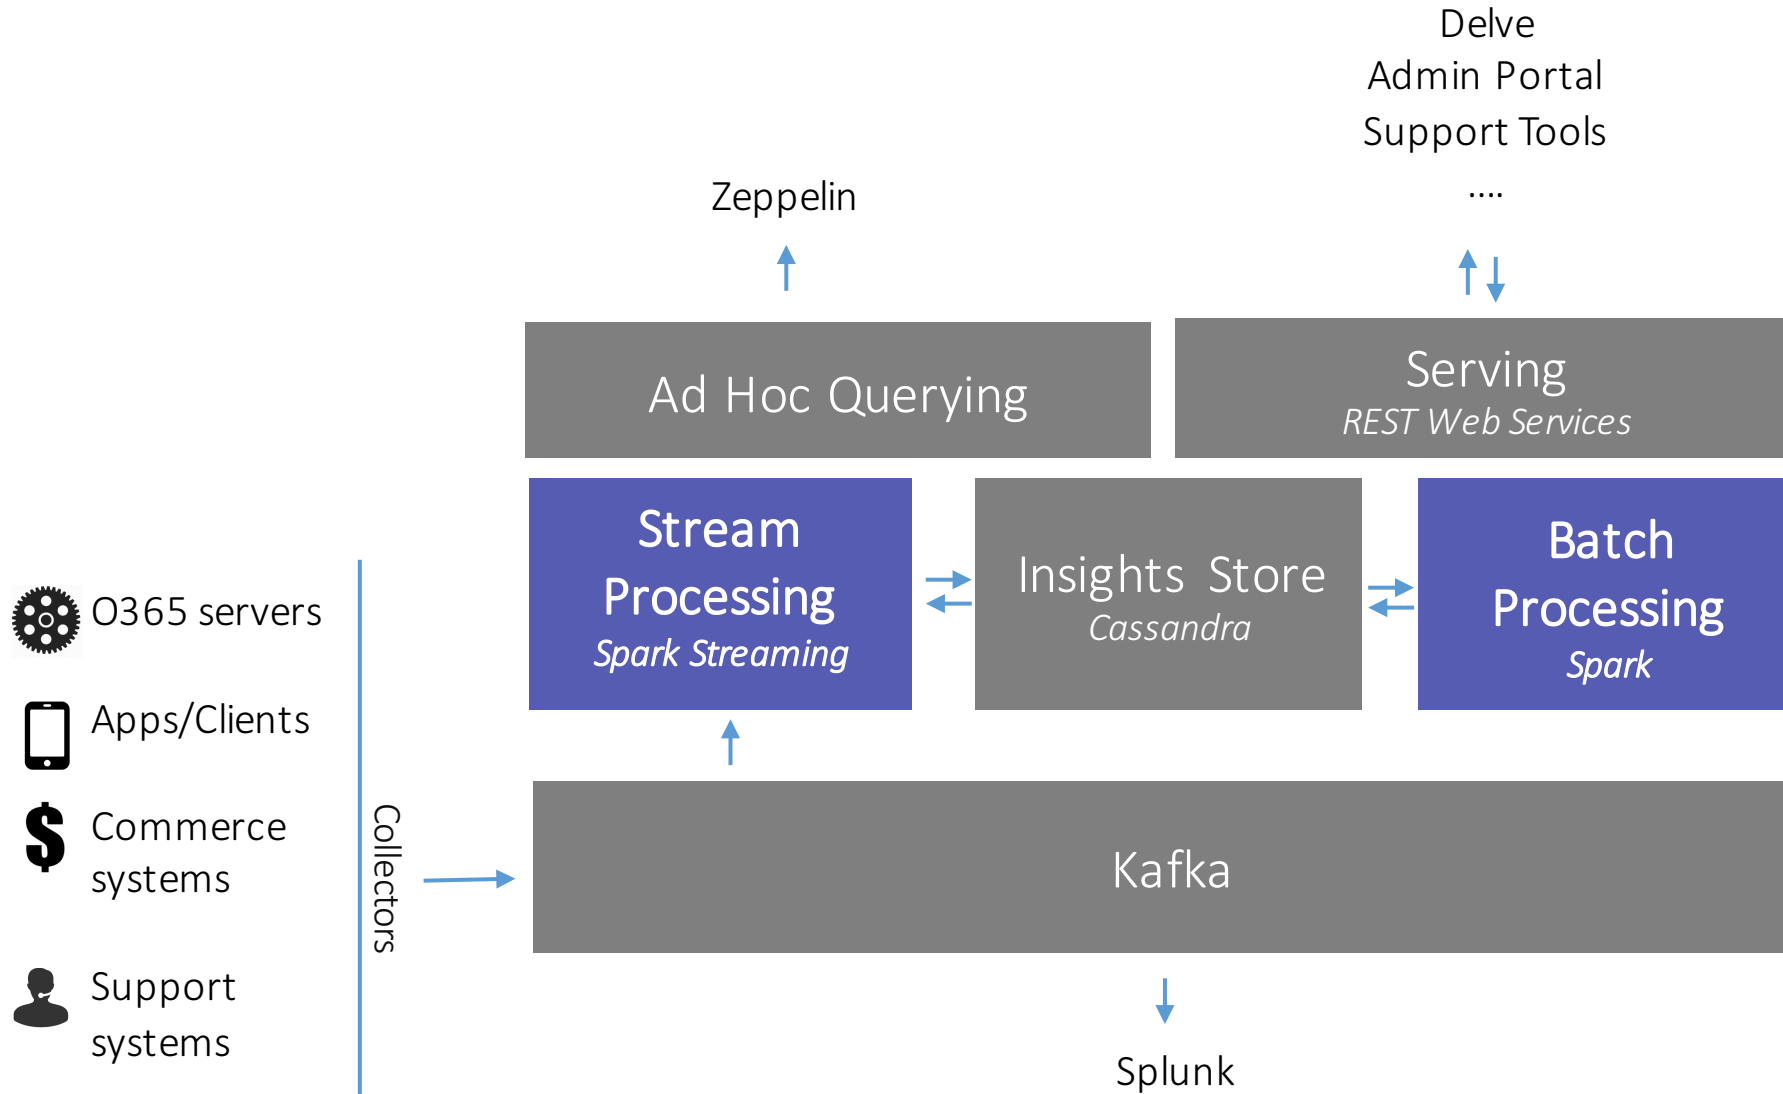 Delve
Admin Portal
Support Tools
....
Zeppelin
Ad Hoc Querying
Serving
REST Web Services
Stream
Processing
Spark Streaming
Insights Store
Cassandra
Batch
Processing
Spark
O365 servers
Apps/Clients
Commerce
systems
Support
systems
Collectors
Kafka
Splunk